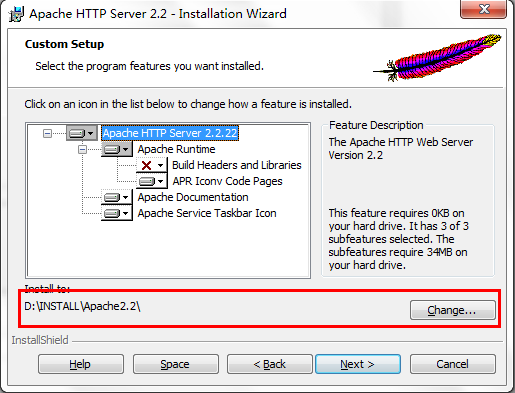 Apache HTTP Server 2.2 - Installation Wizard
Custom Setup
Select the program features you want installed.
Click on an icon in the list below to change how a feature is installed.
Apache HTTP Server 2.2.22
Apache Runtime
Build Headers and Libraries
APR Iconv Code Pages
Apache Documentation
Apache Service Taskbar Icon
Feature Description
The Apache HTTP Web Server
Version 2.2
This feature requires 0KB on
your hard drive. It has 3 of 3
subfeatures selected. The
subfeatures require 34MB on
your hard drive.
Install to:
D:\INSTALL\Apache2.2\
Change...
InstallShield
Help
Space
< Back
Next >
Cancel